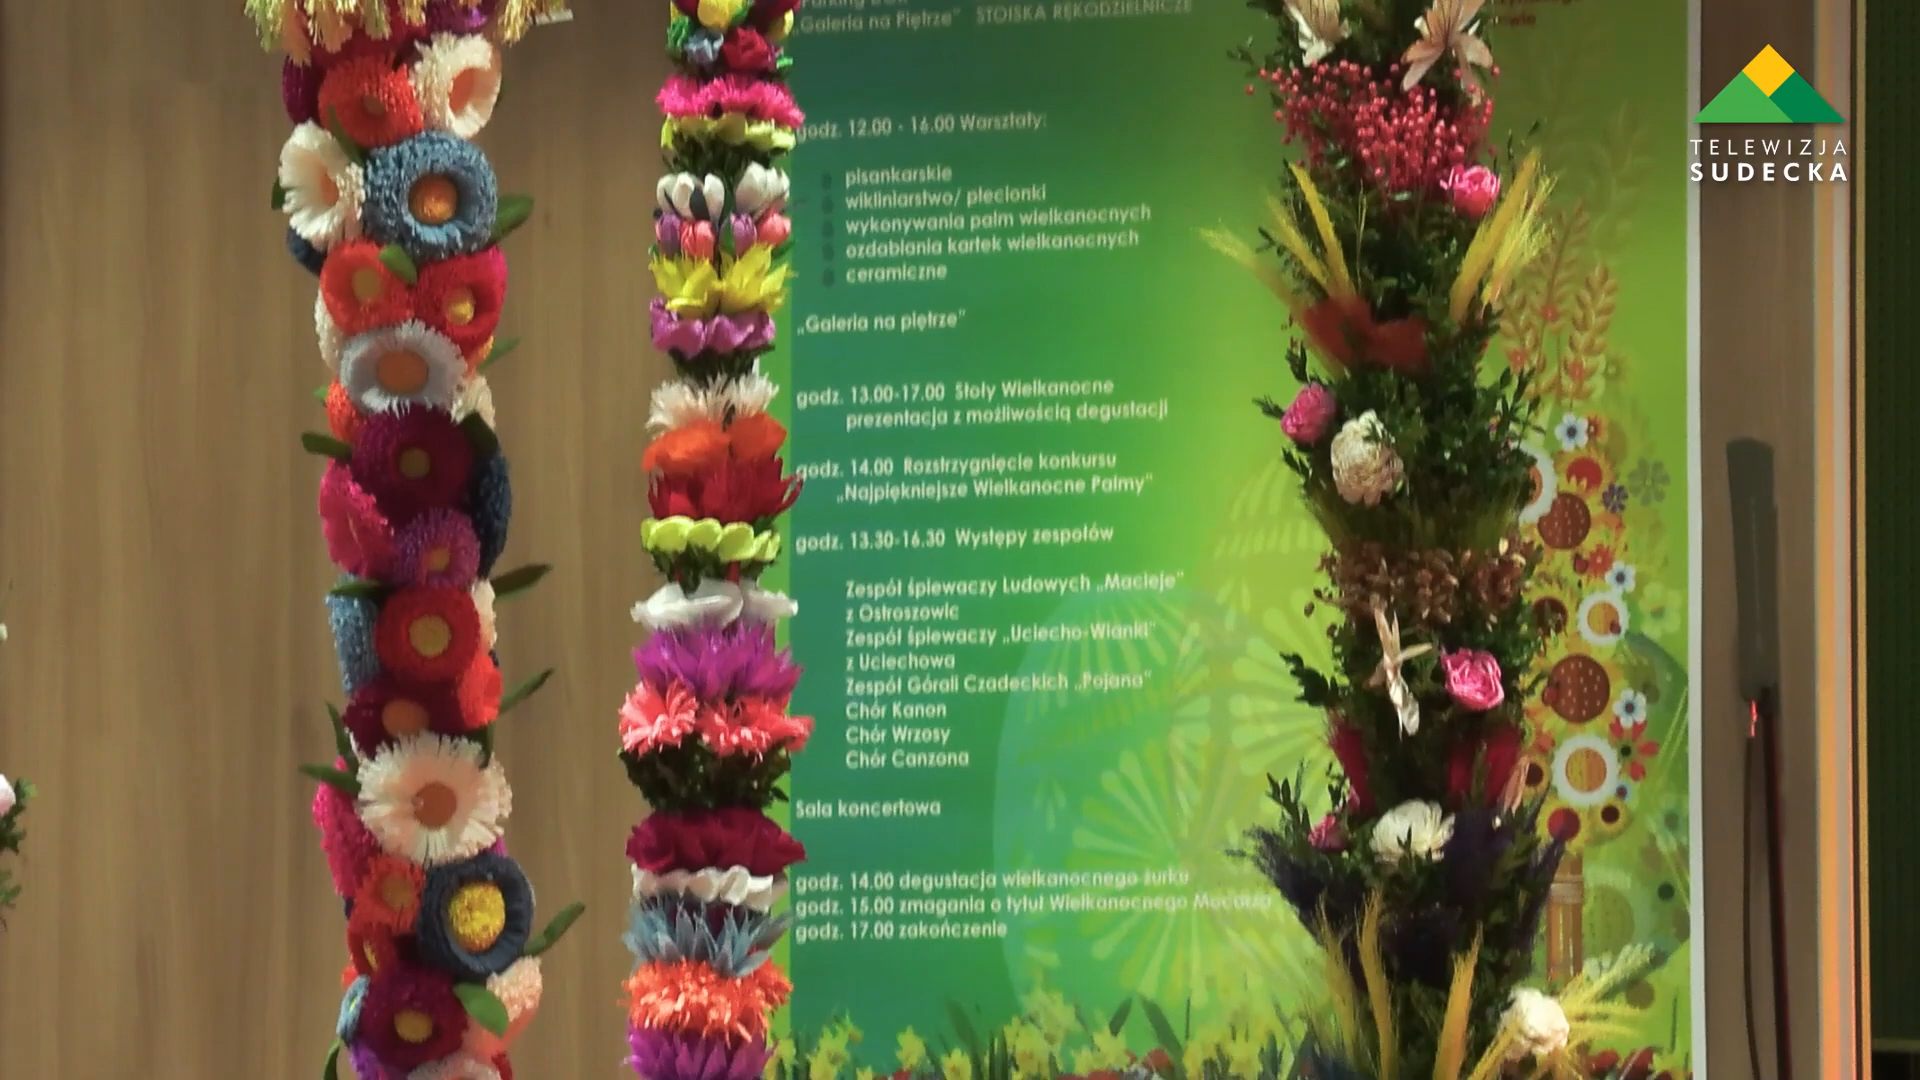 „Galeria na Piętrze" STOISKA RĘKODZIELNICZE
godz. 12.00 - 16.00 Warsztaty:
pisankarskie
wikliniarstwo/ plecionki
wykonywania palm wielkanocnych
ozdabiania kartek wielkanocnych
ceramiczne
„Galeria na piętrze"
godz. 13.00-17.00 Stoły Wielkanocne
prezentacja z możliwością degustacji
godz. 14.00 Rozstrzygnięcie konkursu
„Najpiękniejsze Wielkanocne Palmy"
godz. 13.30-16.30 Występy zespołów
Zespół śpiewaczy Ludowych „Macieje"
z Ostroszowic
Zespół śpiewaczy „Uciecho-Wianki"
z Uciechowa
Zespół Górali Czadeckich „Pojana"
Chór Kanon
Chór Wrzosy
Chór Canzona
Sala koncertowa
godz. 14.00 degustacja wielkanocnego żurku
godz. 15.00 zmagania o tytuł Wielkanocnego Mocarza
godz. 17.00 zakończenie
TELEWIZJA
SUDECKA